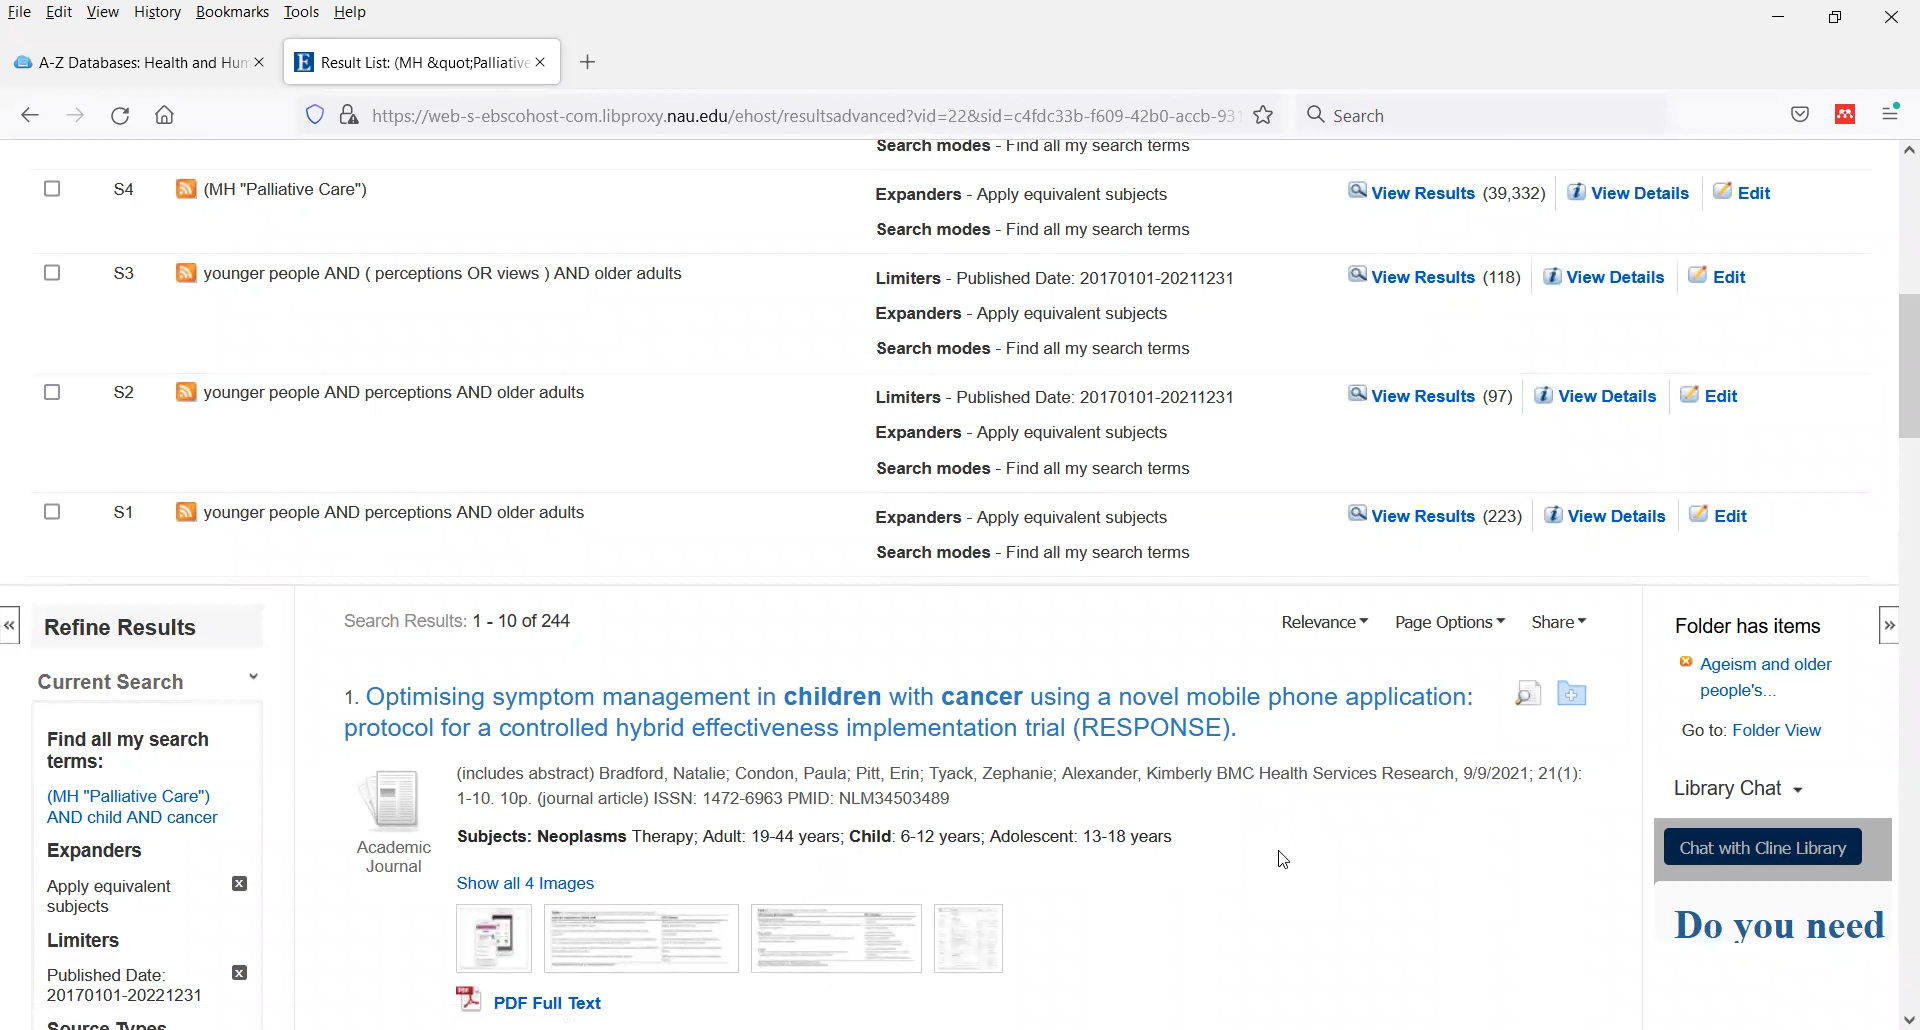 File Edit View History Bookmarks Tools Help
A-Z Databases: Health and Hum
Result List: (MH &quot;Palliative
https://web-s-ebscohost-com.libproxy.nau.edu/ehost/resultsadvanced?vid=22&sid=c4fdc33b-f609-42b0-accb-931
Search
Search modes - Find all my search terms
S4 (MH "Palliative Care") Expanders - Apply equivalent subjects View Results (39,332) View Details Edit
Search modes - Find all my search terms
S3 younger people AND ( perceptions OR views ) AND older adults Limiters - Published Date: 20170101-20211231 View Results (118) View Details Edit
Expanders - Apply equivalent subjects
Search modes - Find all my search terms
S2 younger people AND perceptions AND older adults Limiters - Published Date: 20170101-20211231 View Results (97) View Details Edit
Expanders - Apply equivalent subjects
Search modes - Find all my search terms
S1 younger people AND perceptions AND older adults Expanders - Apply equivalent subjects View Results (223) View Details Edit
Search modes - Find all my search terms
Refine Results
Current Search
Find all my search
terms:
(MH "Palliative Care")
AND child AND cancer
Expanders
Apply equivalent
subjects
Limiters
Published Date:
20170101-20221231
Source Types
Search Results: 1 - 10 of 244
Relevance Page Options Share
1. Optimising symptom management in children with cancer using a novel mobile phone application:
protocol for a controlled hybrid effectiveness implementation trial (RESPONSE).
(includes abstract) Bradford, Natalie; Condon, Paula; Pitt, Erin; Tyack, Zephanie; Alexander, Kimberly BMC Health Services Research, 9/9/2021; 21(1):
1-10. 10p. (journal article) ISSN: 1472-6963 PMID: NLM34503489
Academic
Journal
Subjects: Neoplasms Therapy; Adult: 19-44 years; Child: 6-12 years; Adolescent: 13-18 years
Show all 4 Images
PDF Full Text
Folder has items
Ageism and older
people's...
Go to: Folder View
Library Chat
Chat with Cline Library
Do you need